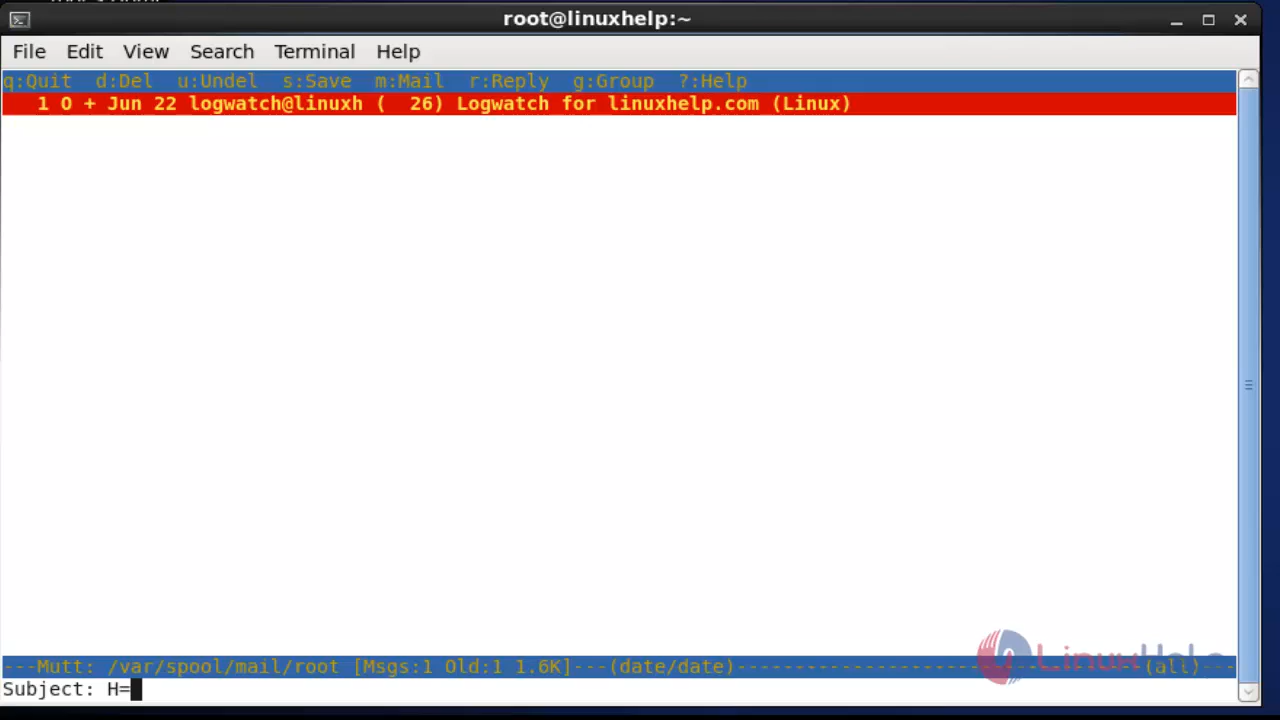 root@linuxhelp:~
File Edit View Search Terminal Help
q:Quit d:Del u:Undel s:Save m:Mail r:Reply g:Group ?:Help
1 O + Jun 22 logwatch@linuxh ( 26) Logwatch for linuxhelp.com (Linux)
LinuxHelp
---Mutt: /var/spool/mail/root [Msgs:1 Old:1 1.6K]---(date/date)------------------------------------(all)---
Subject: H=